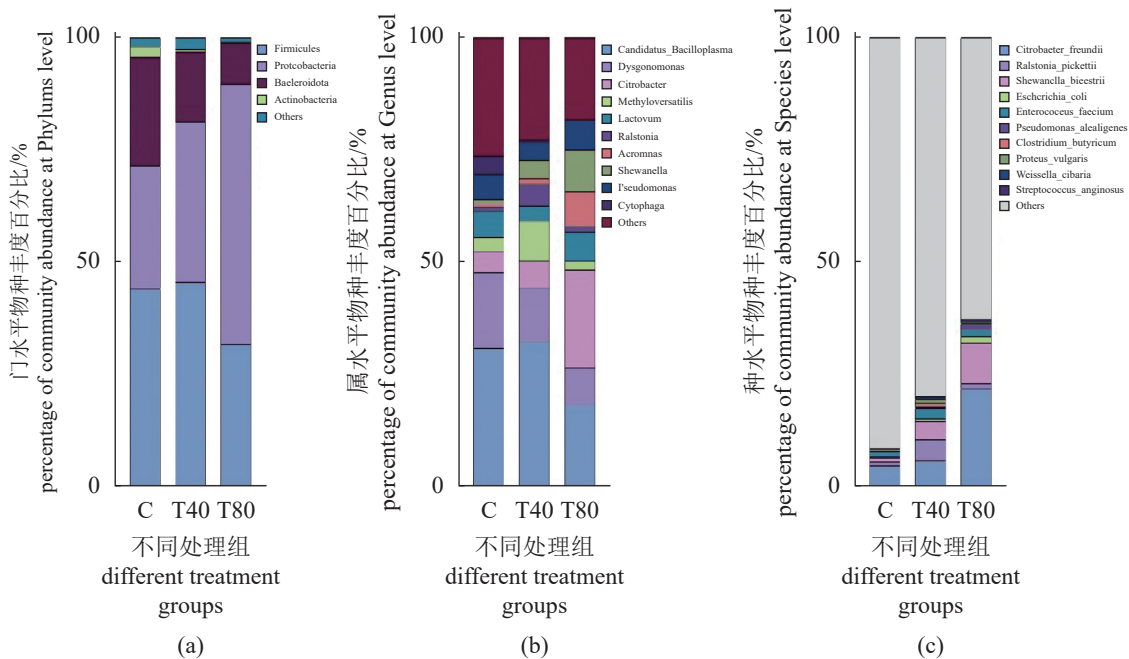 门水平物种丰度百分比/%
percentage of community abundance at Phylums level
100
50
0
C T40 T80
不同处理组
different treatment
groups
(a)
Firmicules
Protcobacteria
Baeleroidota
Actinobacteria
Others
属水平物种丰度百分比/%
percentage of community abundance at Genus level
100
50
0
C T40 T80
不同处理组
different treatment
groups
(b)
Candidatus_Bacilloplasma
Dysgonomonas
Citrobacter
Methyloversatilis
Lactovum
Ralstonia
Acromnas
Shewanella
I'seudomonas
Cytophaga
Others
种水平物种丰度百分比/%
percentage of community abundance at Species level
100
50
0
C T40 T80
不同处理组
different treatment
groups
(c)
Citrobacter_freundii
Ralstonia_pickettii
Shewanclla_bieestrii
Escherichia_coli
Enterococeus_faecium
Pseudomonas_alealigenes
Clostridium_butyricum
Proteus_vulgaris
Weissella_cibaria
Streptococcus_anginosus
Others